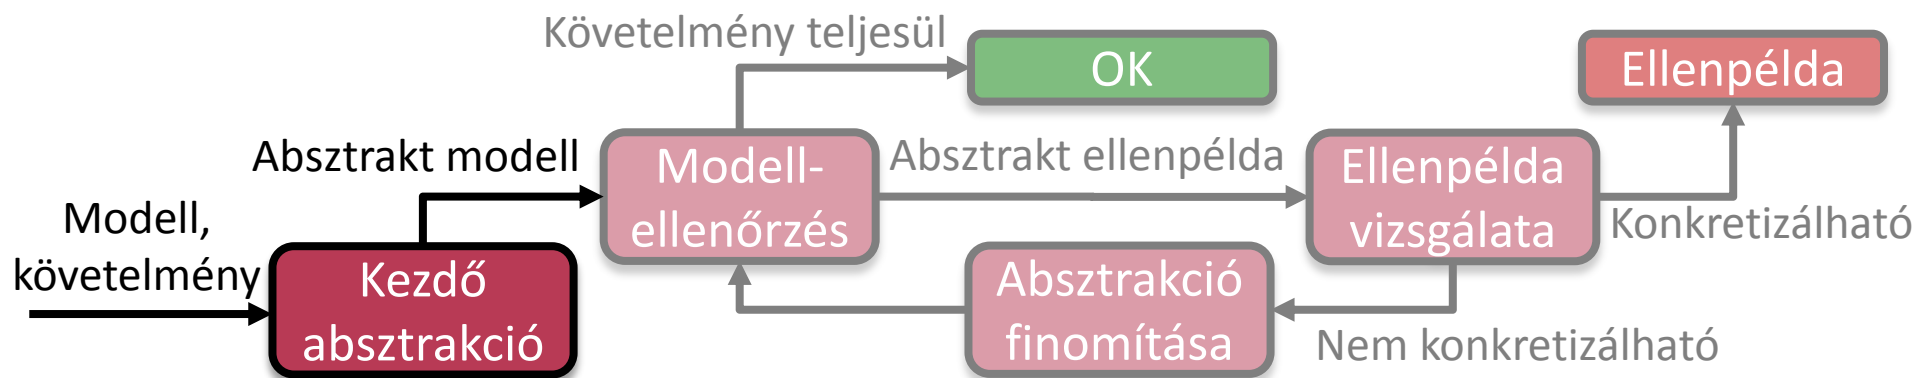 Modell,
követelmény
Kezdő
absztrakció
Absztrakt modell
Modell-
ellenőrzés
Követelmény teljesül
OK
Absztrakt ellenpélda
Ellenpélda
vizsgálata
Konkretizálható
Ellenpélda
Nem konkretizálható
Absztrakció
finomítása